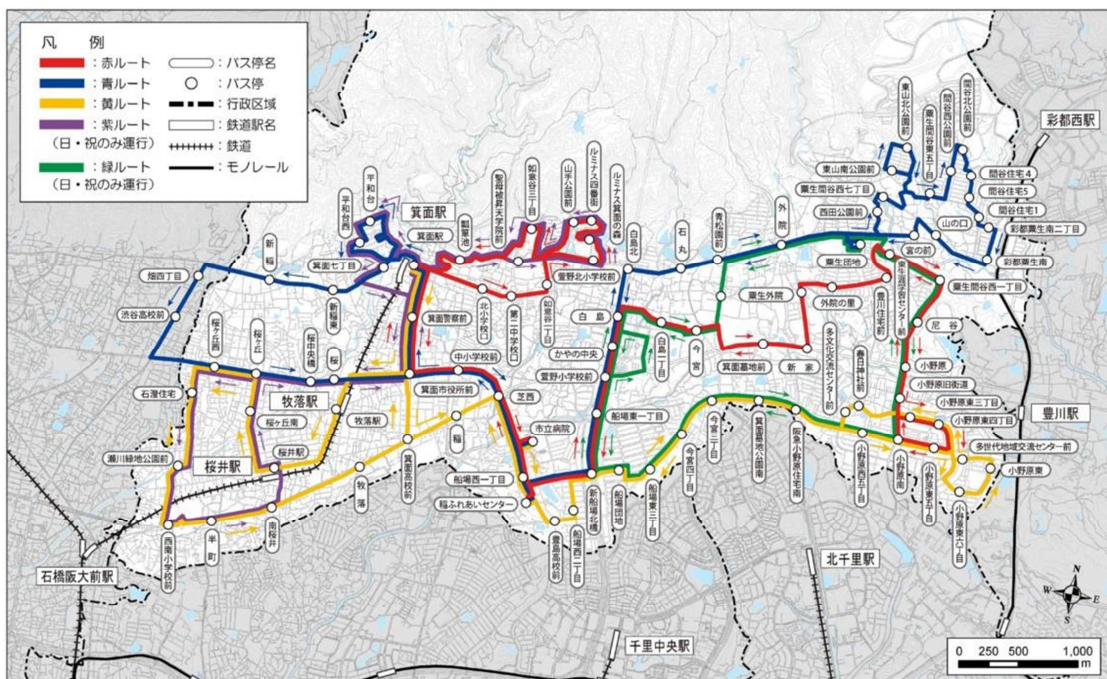 凡 例
:赤ルート
:青ルート
:黄ルート
:紫ルート
(日・祝のみ運行)
:緑ルート
(日・祝のみ運行)
:バス停名
:バス停
:行政区域
:鉄道駅名
:鉄道
:モノレール
彩都西駅
東山北公園前
粟生間谷東五丁目
間谷西公園前
間谷北公園前
東山南公園前
間谷住宅4
間谷住宅5
間谷住宅1
粟生間谷西七丁目
西田公園前
山の口
彩都粟生南二丁目
彩都粟生南
宮の前
粟生団地
粟生間谷西一丁目
平和台
平和台西
箕面駅
箕面駅
瓢箪池
聖母被昇天学院前
如意谷三丁目
山手公園前
ルミナス四番街
ルミナス箕面の森
白島北
石丸
青松園前
外院
新稲
畑四丁目
箕面七丁目
新稲東
渋谷高校前
萱野北小学校前
北小学校口
第二中学校口
如意谷一丁目
粟生外院
外院の里
豊川住宅前
尼谷
箕面警察前
白島
白島二丁目
今宮
桜ヶ丘西
桜ヶ丘
桜中央橋
桜
中小学校前
かやの中央
箕面墓地前
新家
多文化交流センター前
春日神社前
小野原
小野原旧街道
箕面市役所前
萱野小学校前
石澄住宅
牧落駅
牧落駅
芝西
小野原東三丁目
小野原東四丁目
豊川駅
桜ヶ丘南
稲
船場東一丁目
市立病院
多世代地域交流センター前
瀬川緑地公園前
桜井駅
桜井駅
箕面高校前
今宮三丁目
箕面墓地公園南
阪急小野原住宅南
小野原東
牧落
船場西一丁目
稲ふれあいセンター
今宮四丁目
小野原西五丁目
小野原南
小野原東五丁目
小野原東六丁目
新船場北橋
船場団地
船場東三丁目
西南小学校前
半町
南桜井
豊島高校前
船場西二丁目
石橋阪大前駅
北千里駅
千里中央駅
N
W
E
S
0 250 500 1,000
m